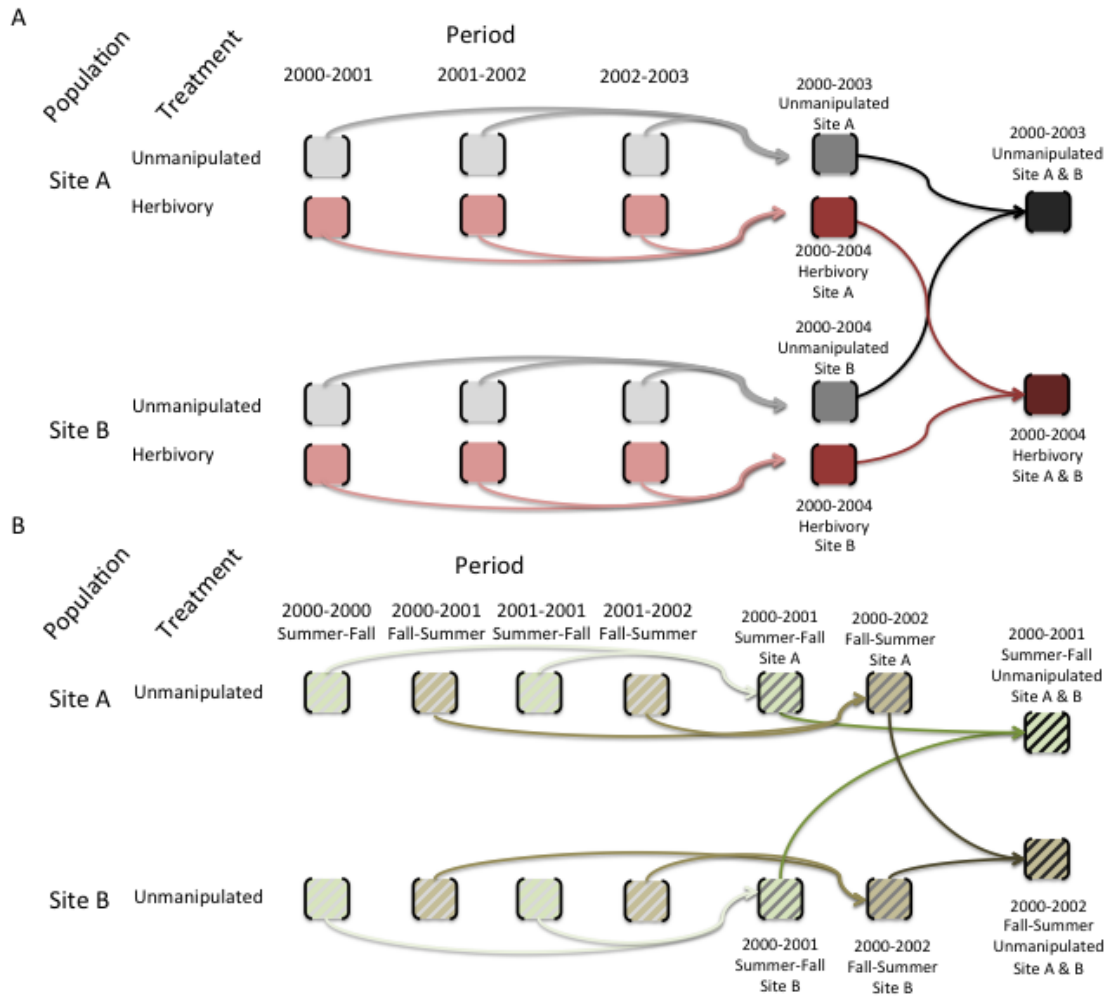 A
Population
Treatment
Period
2000-2001
2001-2002
2002-2003
2000-2003
Unmanipulated
Site A
2000-2003
Unmanipulated
Site A & B
Site A
Unmanipulated
Herbivory
2000-2004
Herbivory
Site A
2000-2004
Unmanipulated
Site B
Site B
Unmanipulated
Herbivory
2000-2004
Herbivory
Site A & B
2000-2004
Herbivory
Site B
B
Population
Treatment
Period
2000-2000
Summer-Fall
2000-2001
Fall-Summer
2001-2001
Summer-Fall
2001-2002
Fall-Summer
2000-2001
Summer-Fall
Site A
2000-2002
Fall-Summer
Site A
2000-2001
Summer-Fall
Unmanipulated
Site A & B
Site A
Unmanipulated
Site B
Unmanipulated
2000-2001
Summer-Fall
Site B
2000-2002
Fall-Summer
Site B
2000-2002
Fall-Summer
Unmanipulated
Site A & B